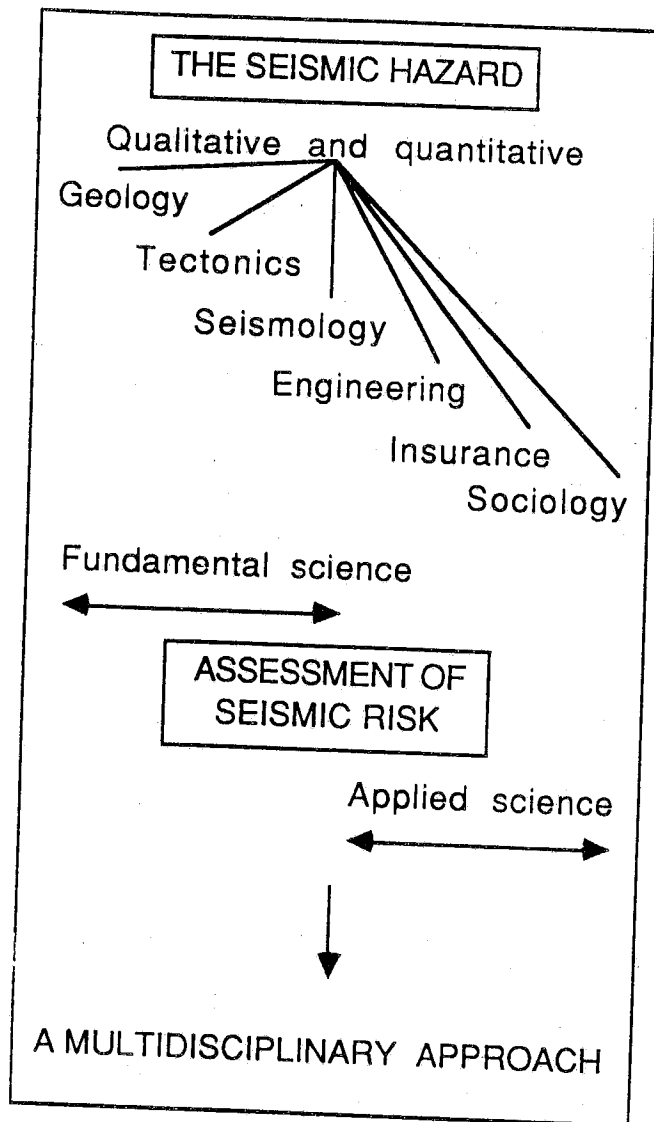 THE SEISMIC HAZARD
Qualitative and quantitative
Geology
Tectonics
Seismology
Engineering
Insurance
Sociology
Fundamental science
ASSESSMENT OF
SEISMIC RISK
Applied science
A MULTIDISCIPLINARY APPROACH